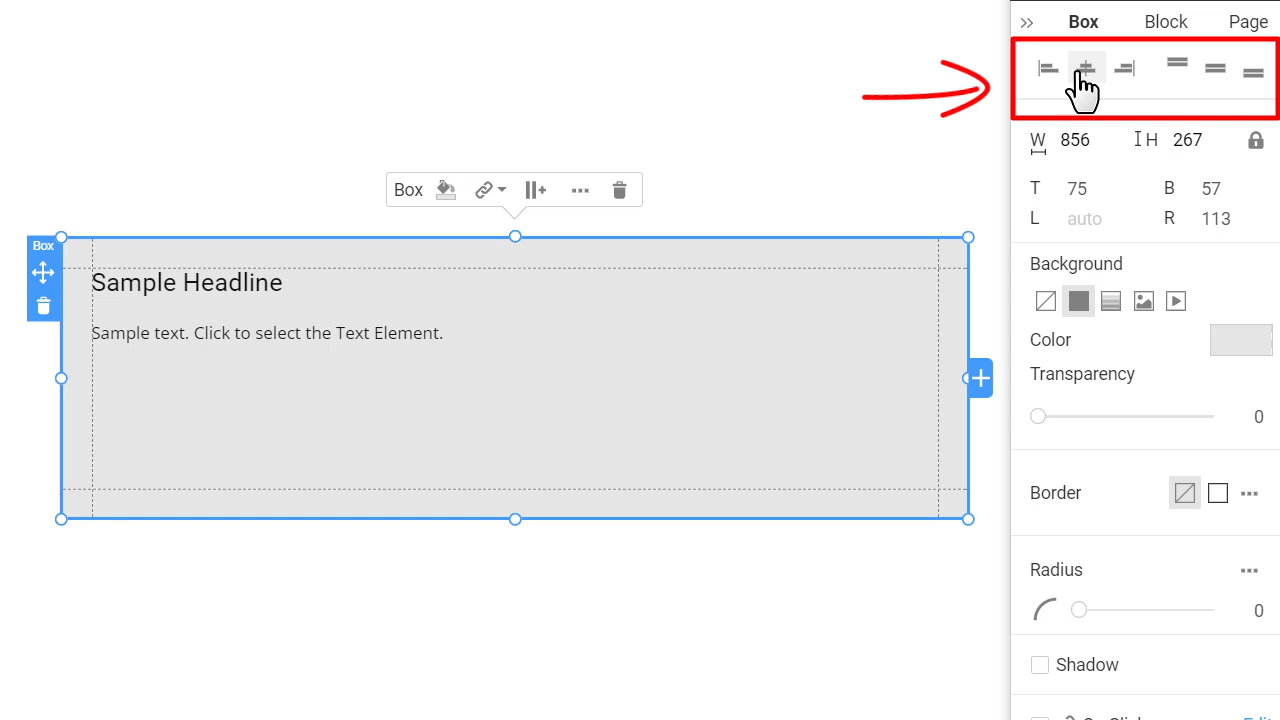 Box Block Page
W 856 H 267
T 75 B 57
L auto R 113
Box
Box
Sample Headline
Sample text. Click to select the Text Element.
Background
Color
Transparency
0
Border
Radius
0
Shadow